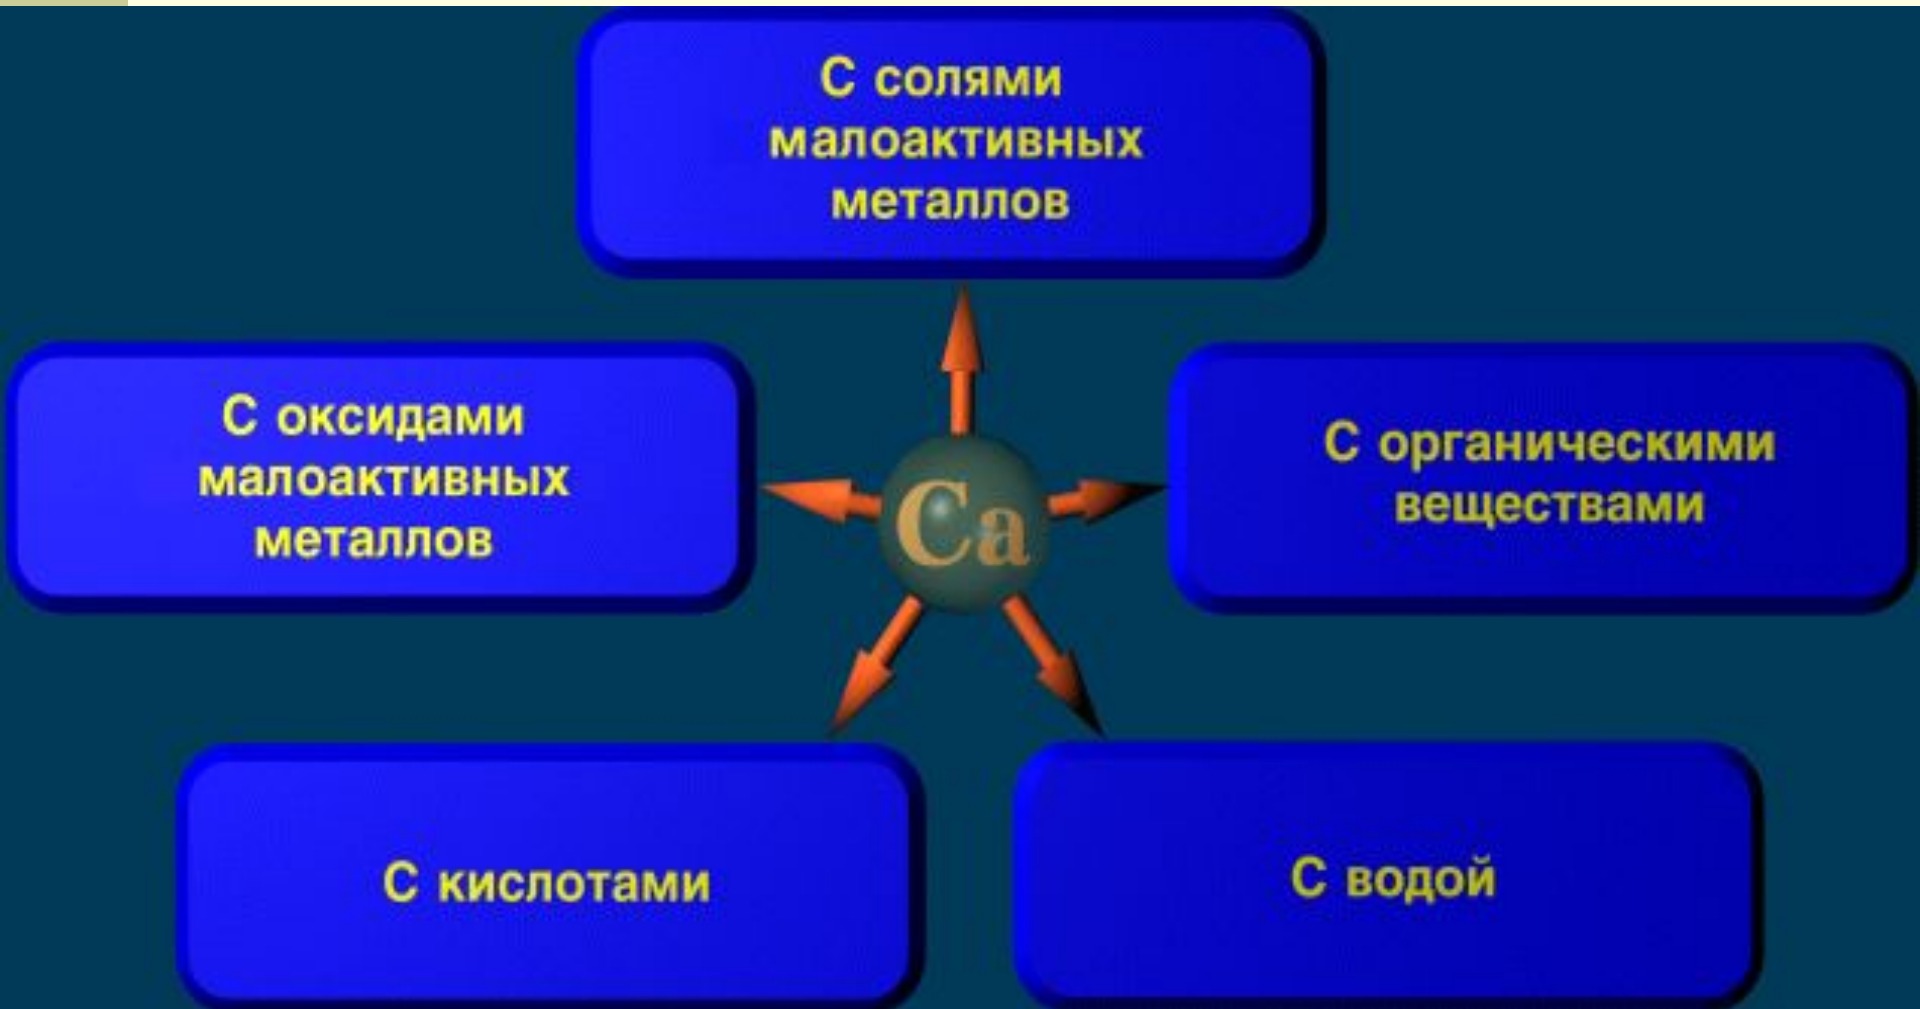 С солями
малоактивных
металлов
С оксидами
малоактивных
металлов
С органическими
веществами
Ca
С кислотами
С водой